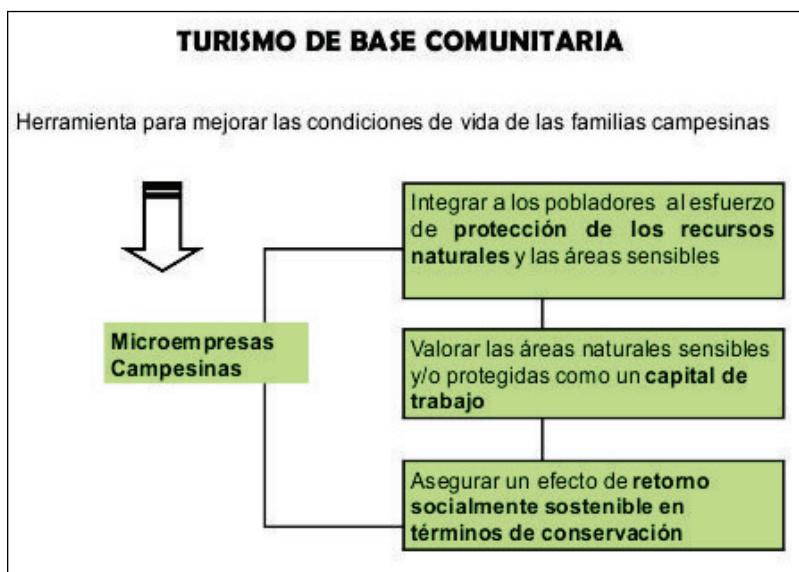 TURISMO DE BASE COMUNITARIA
Herramienta para mejorar las condiciones de vida de las familias campesinas
Integrar a los pobladores al esfuerzo
de protección de los recursos
naturales y las áreas sensibles
Microempresas
Campesinas
Valorar las áreas naturales sensibles
y/o protegidas como un capital de
trabajo
Asegurar un efecto de retorno
socialmente sostenible en
términos de conservación